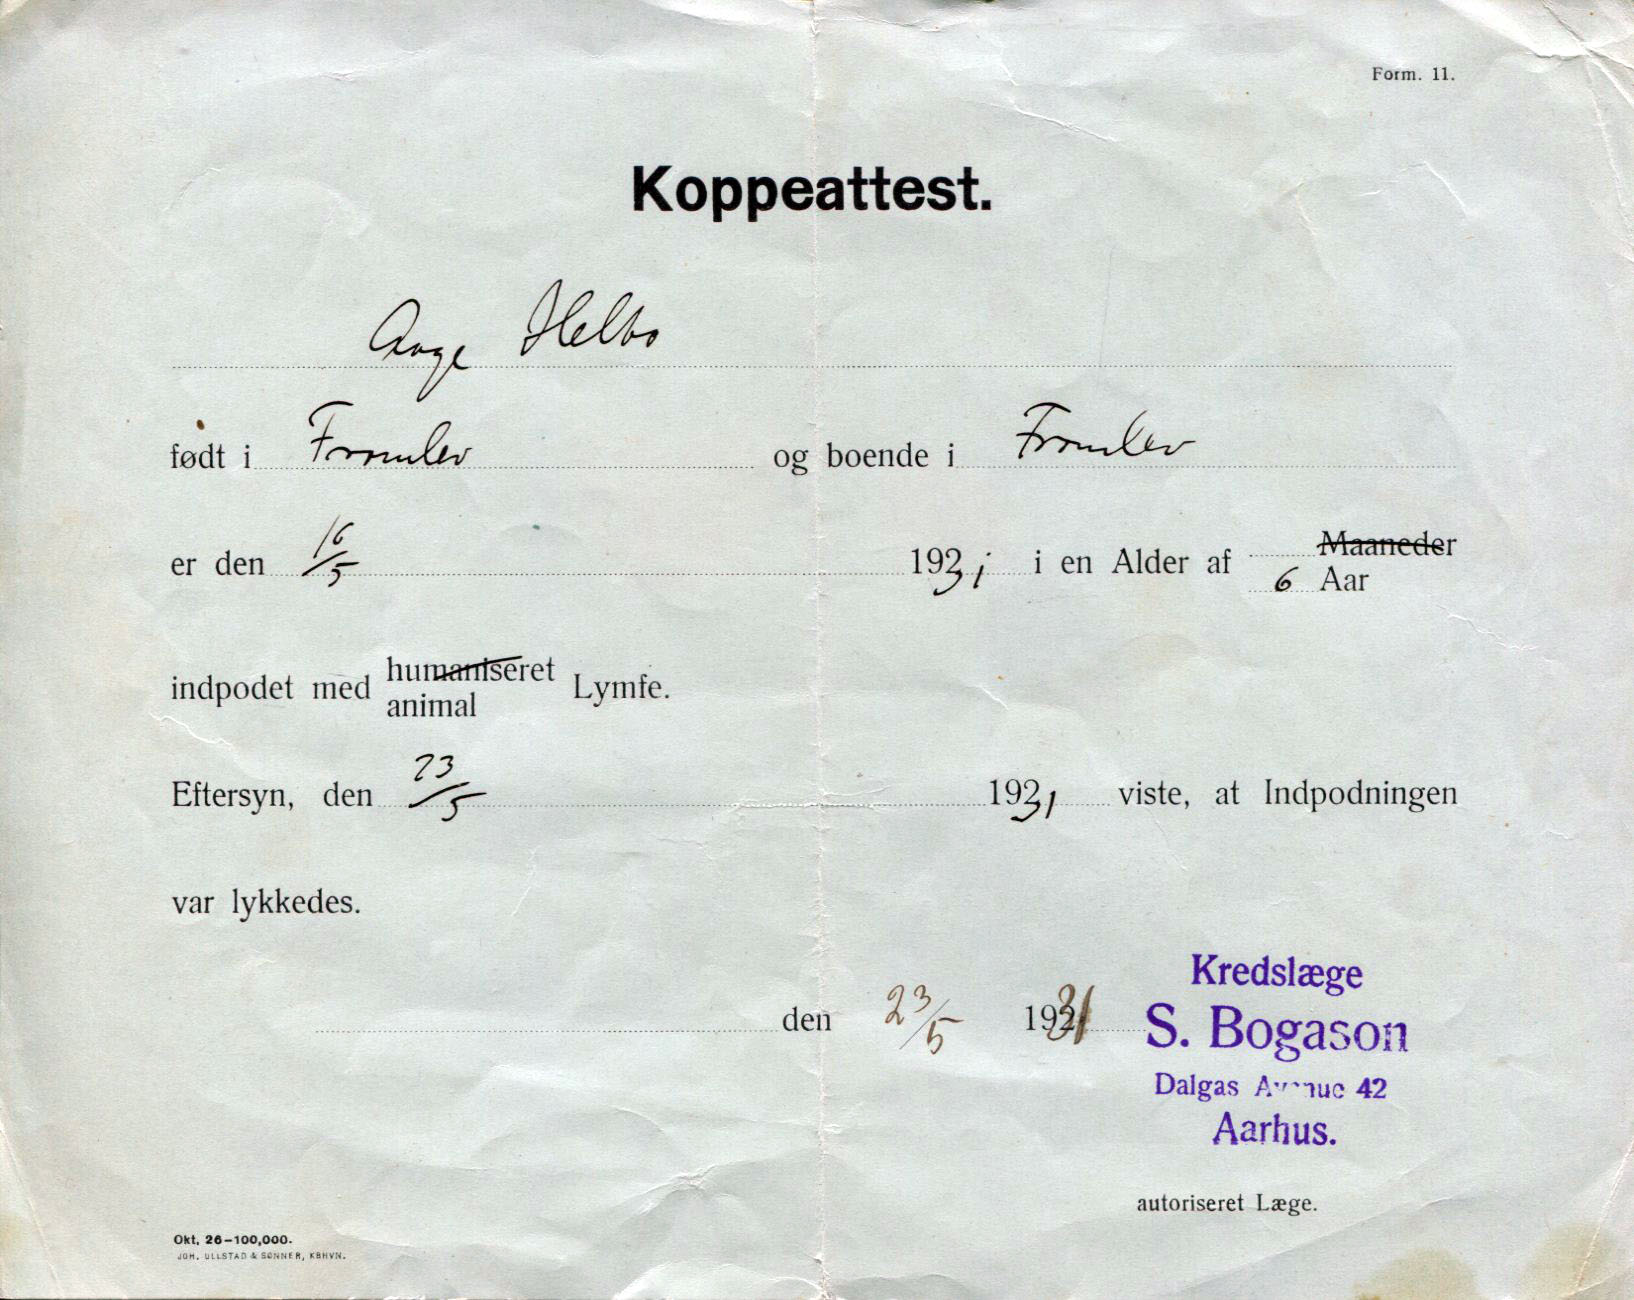 Form. 11.
Koppeattest.
Aage Helbo
født i Framlev og boende i Framlev
er den 16/5 1931 i en Alder af Maaneder
6 Aar
indpodet med humaniseret animal Lymfe.
Eftersyn, den 23/5 1931 viste, at Indpodningen
var lykkedes.
den 23/5 1931
Kredslæge
S. Bogason
Dalgas Avenue 42
Aarhus.
autoriseret Læge.
Okt. 26-100,000.
JOH. ULLSTAD & SØNNER, KBHVN.